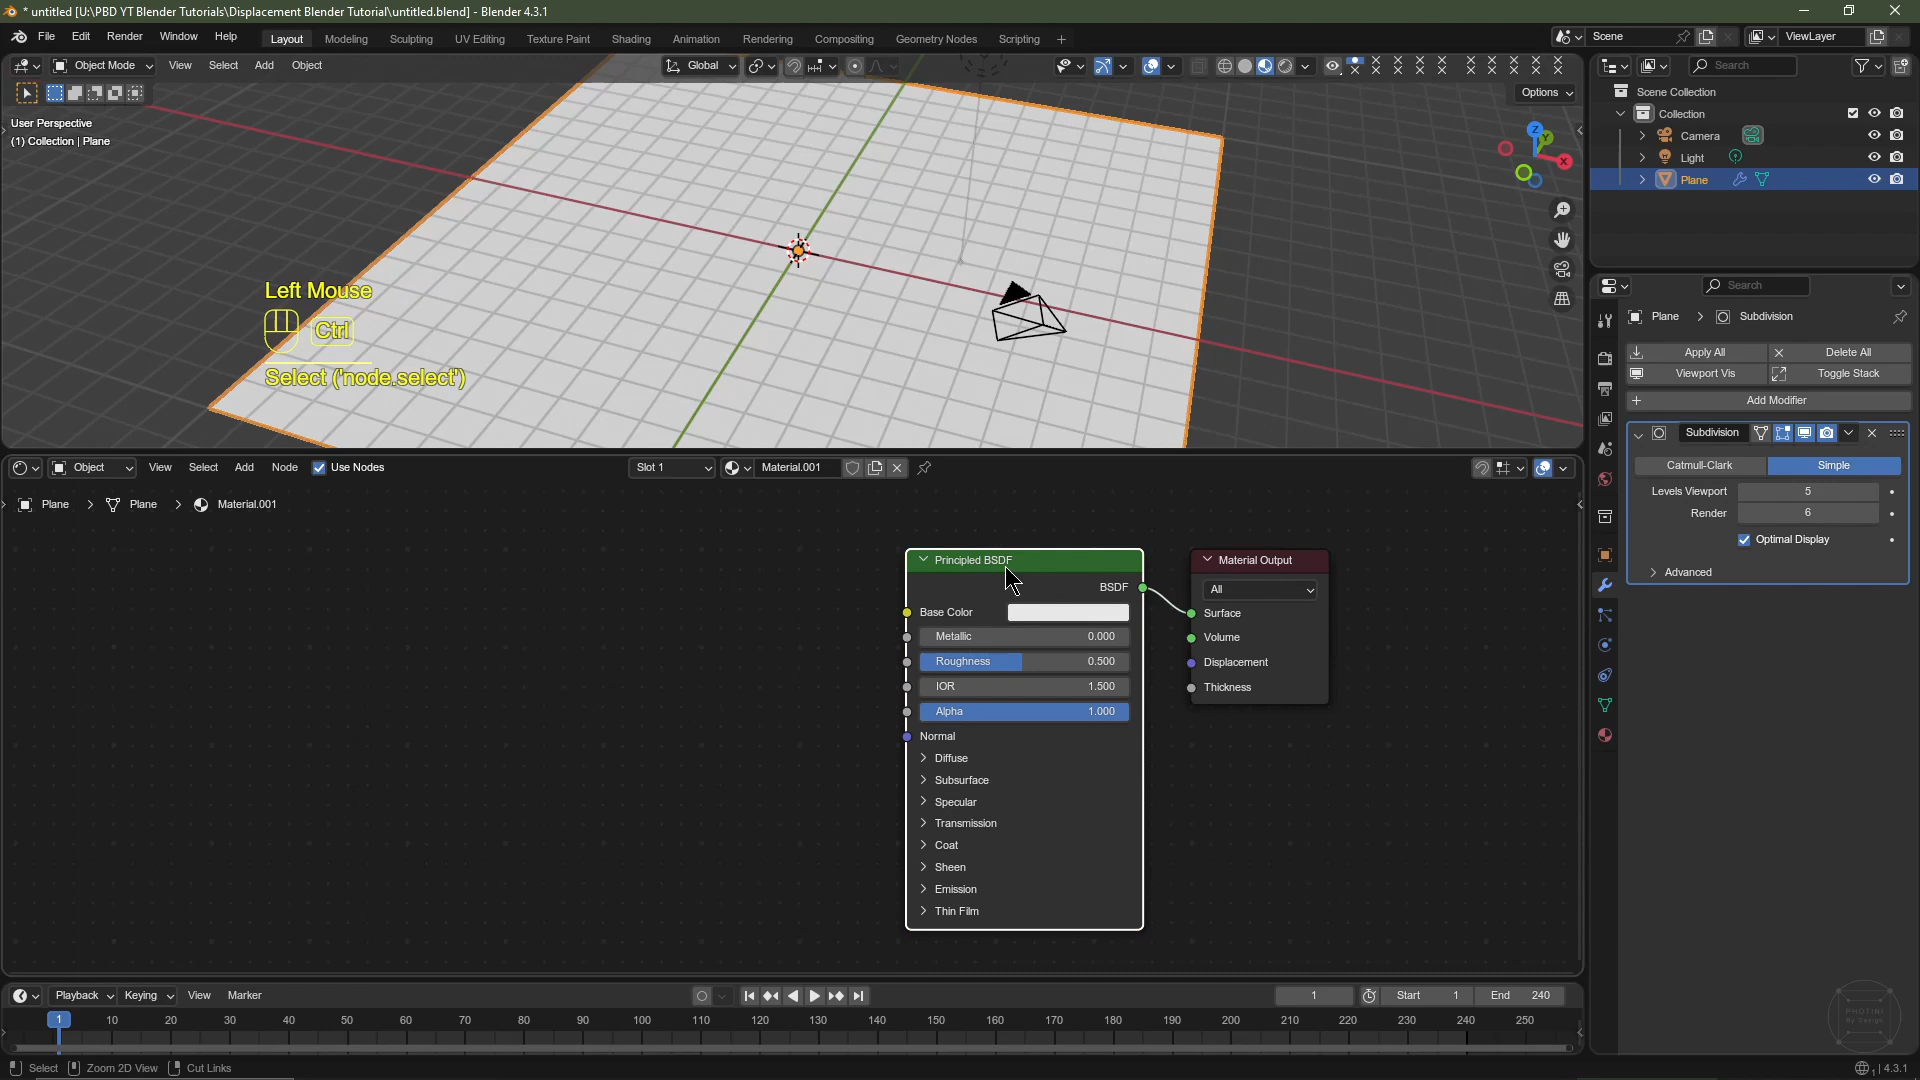 * untitled [U:\PBD YT Blender Tutorials\Displacement Blender Tutorial\untitled.blend] - Blender 4.3.1
File Edit Render Window Help Layout Modeling Sculpting UV Editing Texture Paint Shading Animation Rendering Compositing Geometry Nodes Scripting + Scene ViewLayer
Object Mode View Select Add Object Global Search
Options
Scene Collection
Collection
Camera
Light
Plane
User Perspective
(1) Collection | Plane
Z
Y
X
Left Mouse
Ctrl
Select ('node.select')
Search
Plane > Subdivision
Apply All Delete All
Viewport Vis Toggle Stack
Add Modifier
Subdivision
Catmull-Clark Simple
Levels Viewport 5
Render 6
Optimal Display
Advanced
Object View Select Add Node Use Nodes Slot 1 Material.001
Plane > Plane > Material.001
Principled BSDF
BSDF
Base Color
Metallic 0.000
Roughness 0.500
IOR 1.500
Alpha 1.000
Normal
Diffuse
Subsurface
Specular
Transmission
Coat
Sheen
Emission
Thin Film
Material Output
All
Surface
Volume
Displacement
Thickness
Playback Keying View Marker 1 Start 1 End 240
1 10 20 30 40 50 60 70 80 90 100 110 120 130 140 150 160 170 180 190 200 210 220 230 240 250
PHOTINI
By Design
Select Zoom 2D View Cut Links 4.3.1